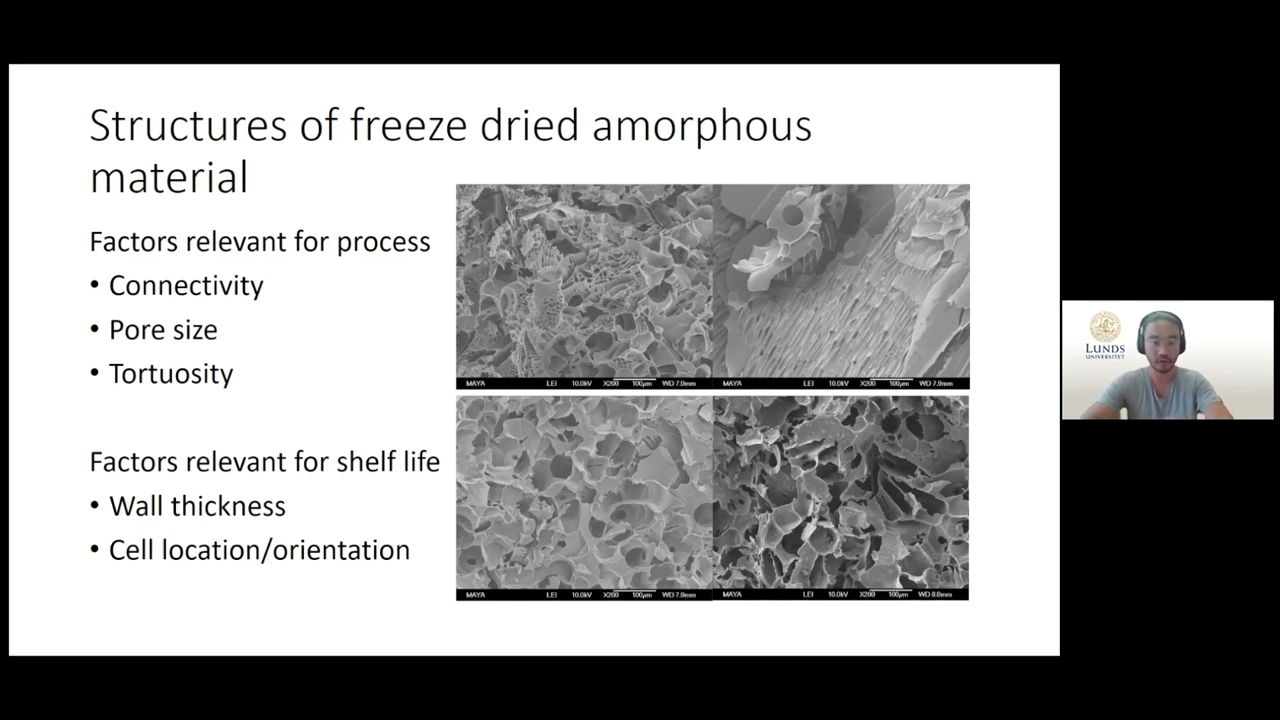 Structures of freeze dried amorphous
material
Factors relevant for process
• Connectivity
• Pore size
• Tortuosity
Factors relevant for shelf life
• Wall thickness
• Cell location/orientation
MAYA LEI 10.0kV X200 100µm WD 7.9mm
MAYA LEI 10.0kV X200 100µm WD 7.9mm
MAYA LEI 10.0kV X200 100µm WD 7.9mm
MAYA LEI 10.0kV X200 100µm WD 8.0mm
LUNDS
UNIVERSITET